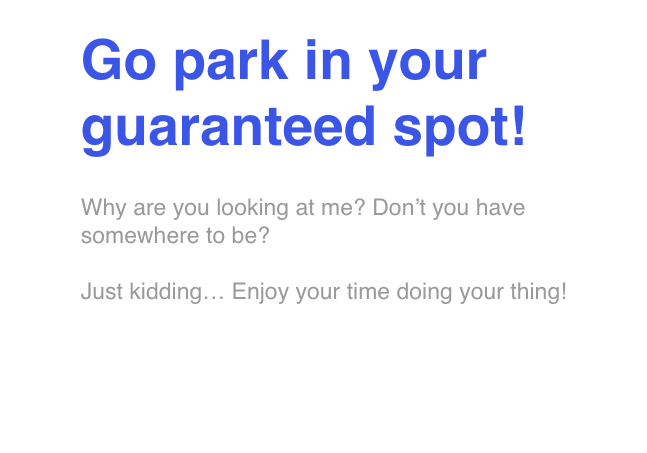 Go park in your
guaranteed spot!
Why are you looking at me? Don’t you have
somewhere to be?
Just kidding… Enjoy your time doing your thing!